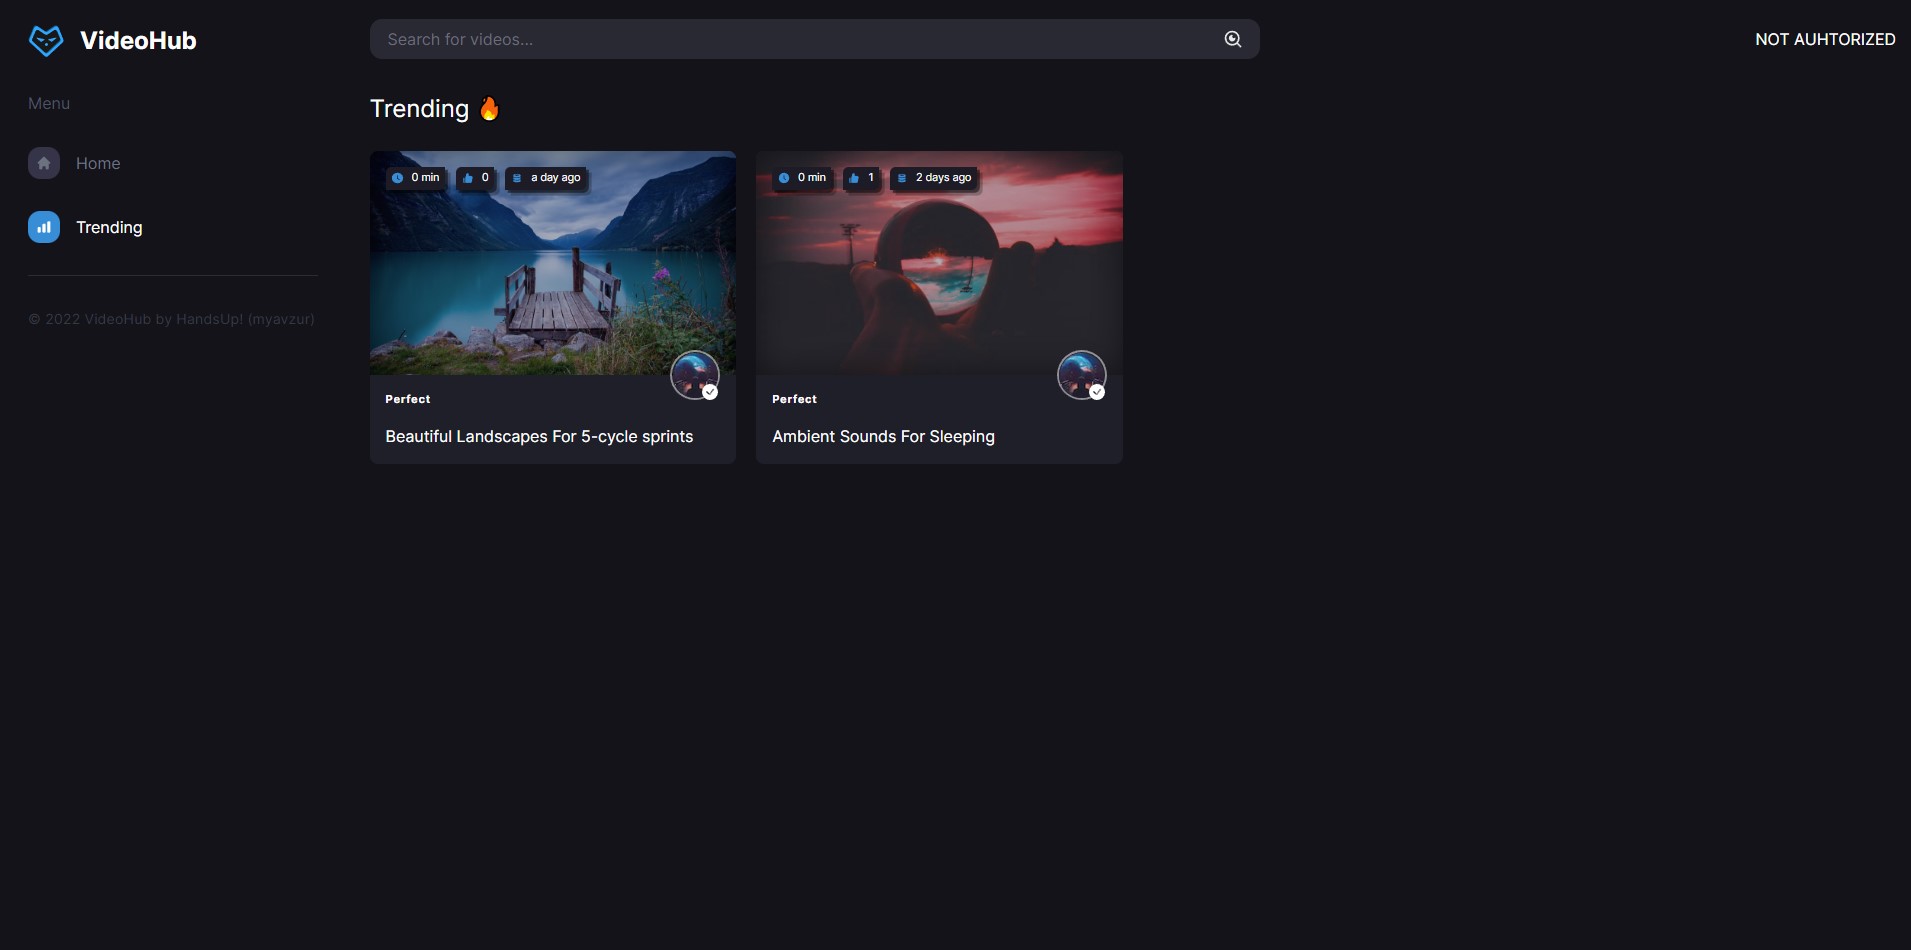 VideoHub
Search for videos...
NOT AUHTORIZED
Menu
Home
Trending
© 2022 VideoHub by HandsUp! (myavzur)
Trending 🔥
0 min
0
a day ago
Perfect
Beautiful Landscapes For 5-cycle sprints
0 min
1
2 days ago
Perfect
Ambient Sounds For Sleeping